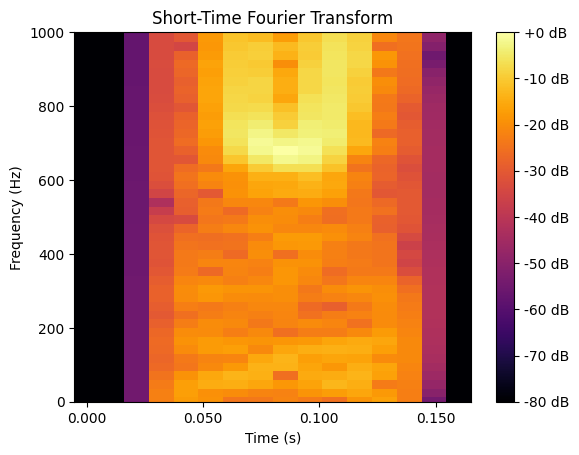 Short-Time Fourier Transform
1000
800
600
400
200
0
Frequency (Hz)
0.000
0.050
0.100
0.150
Time (s)
+0 dB
-10 dB
-20 dB
-30 dB
-40 dB
-50 dB
-60 dB
-70 dB
-80 dB